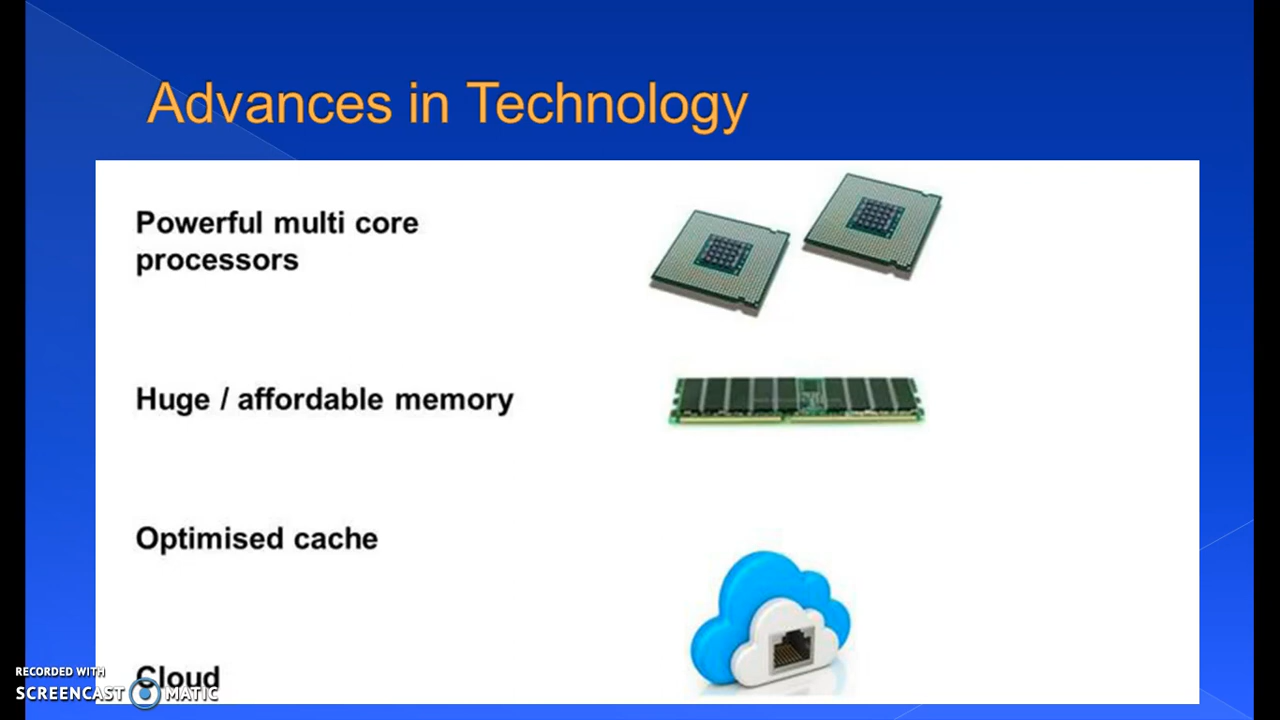 Advances in Technology
Powerful multi core
processors
Huge / affordable memory
Optimised cache
Cloud
RECORDED WITH
SCREENCAST MATIC